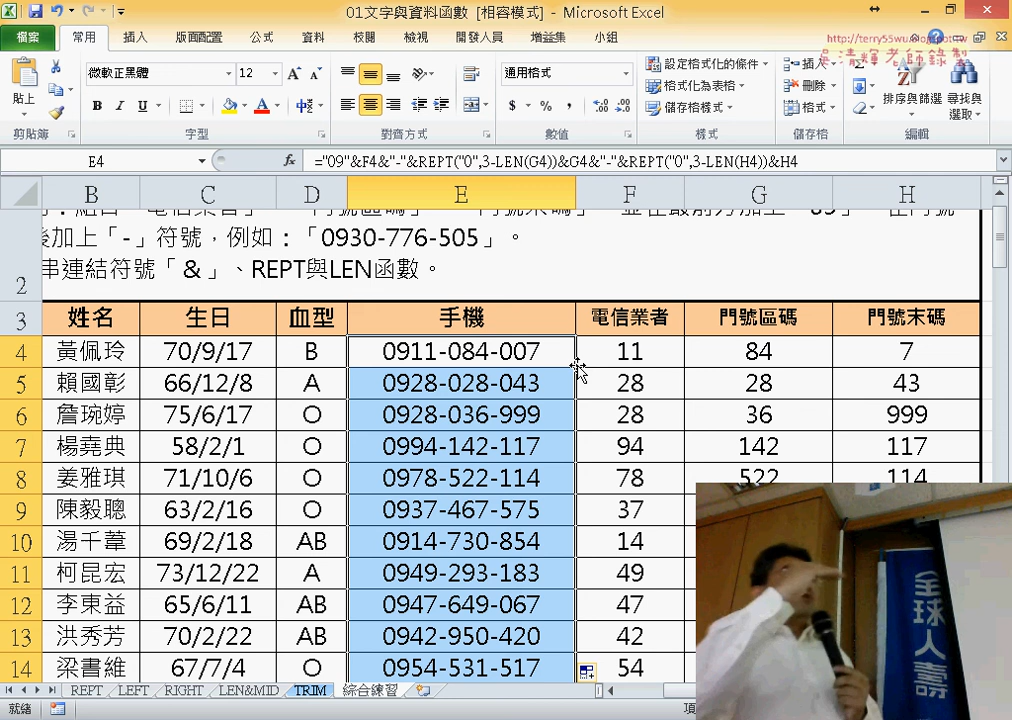 01文字與資料函數 [相容模式] - Microsoft Excel
檔案 常用 插入 版面配置 公式 資料 校閱 檢視 開發人員 增益集 小組
http://terry55wu.blogspot.tw
吳清輝老師錄製
貼上 微軟正黑體 12 通用格式 設定格式化的條件 插入
B I U 中 $ % , 格式化為表格 刪除 排序與篩選 尋找與選取
儲存格樣式 格式
剪貼簿 字型 對齊方式 數值 樣式 儲存格 編輯
E4 fx ="09"&F4&"-"&REPT("0",3-LEN(G4))&G4&"-"&REPT("0",3-LEN(H4))&H4
B C D E F G H
後加上「-」符號，例如：「0930-776-505」。
2 串連結符號「&」、REPT與LEN函數。
3 姓名 生日 血型 手機 電信業者 門號區碼 門號末碼
4 黃佩玲 70/9/17 B 0911-084-007 11 84 7
5 賴國彰 66/12/8 A 0928-028-043 28 28 43
6 詹琬婷 75/6/17 O 0928-036-999 28 36 999
7 楊堯典 58/2/1 O 0994-142-117 94 142 117
8 姜雅琪 71/10/6 O 0978-522-114 78 522 114
9 陳毅聰 63/2/16 O 0937-467-575 37
10 湯千葦 69/2/18 AB 0914-730-854 14
11 柯昆宏 73/12/22 A 0949-293-183 49
12 李東益 65/6/11 AB 0947-649-067 47
13 洪秀芳 70/2/22 AB 0942-950-420 42
14 梁書維 67/7/4 O 0954-531-517 54
全球人壽
REPT LEFT RIGHT LEN&MID TRIM 綜合練習
就緒 項